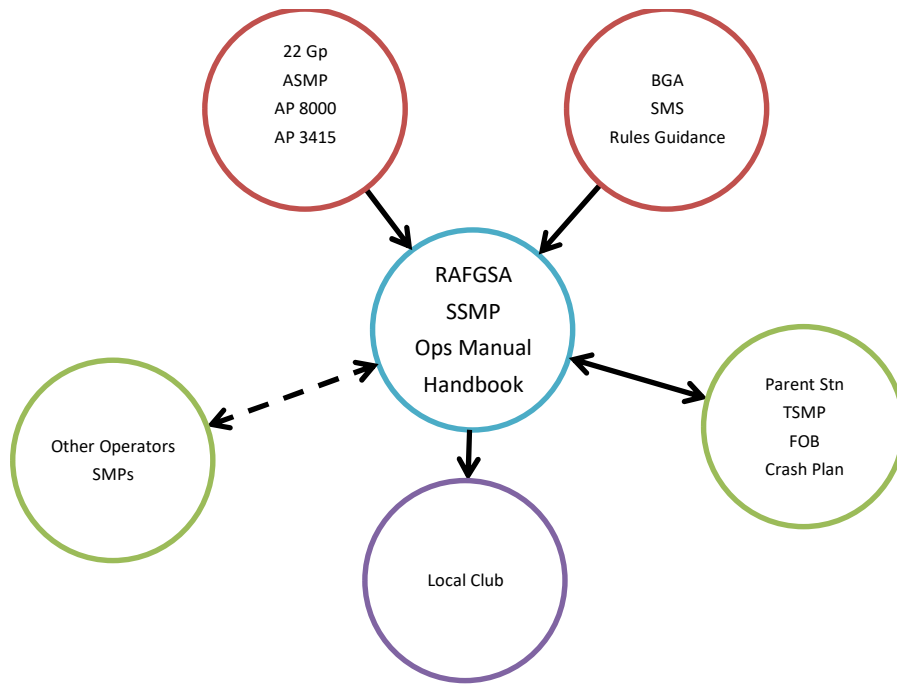 22 Gp
ASMP
AP 8000
AP 3415
BGA
SMS
Rules Guidance
RAFGSA
SSMP
Ops Manual
Handbook
Other Operators
SMPs
Parent Stn
TSMP
FOB
Crash Plan
Local Club